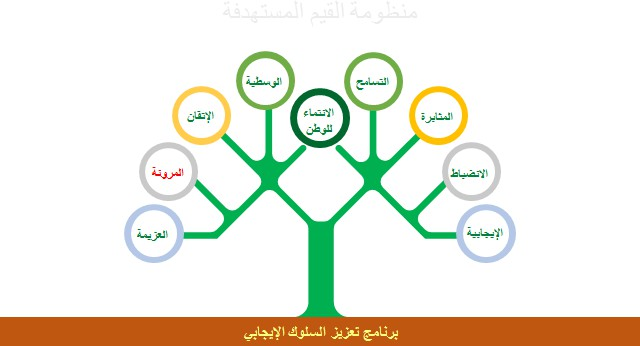 منظومة القيم المستهدفة
التسامح
الوسطية
الانتماء
للوطن
المثابرة
الإتقان
الانضباط
المرونة
الإيجابية
العزيمة
برنامج تعزيز السلوك الإيجابي